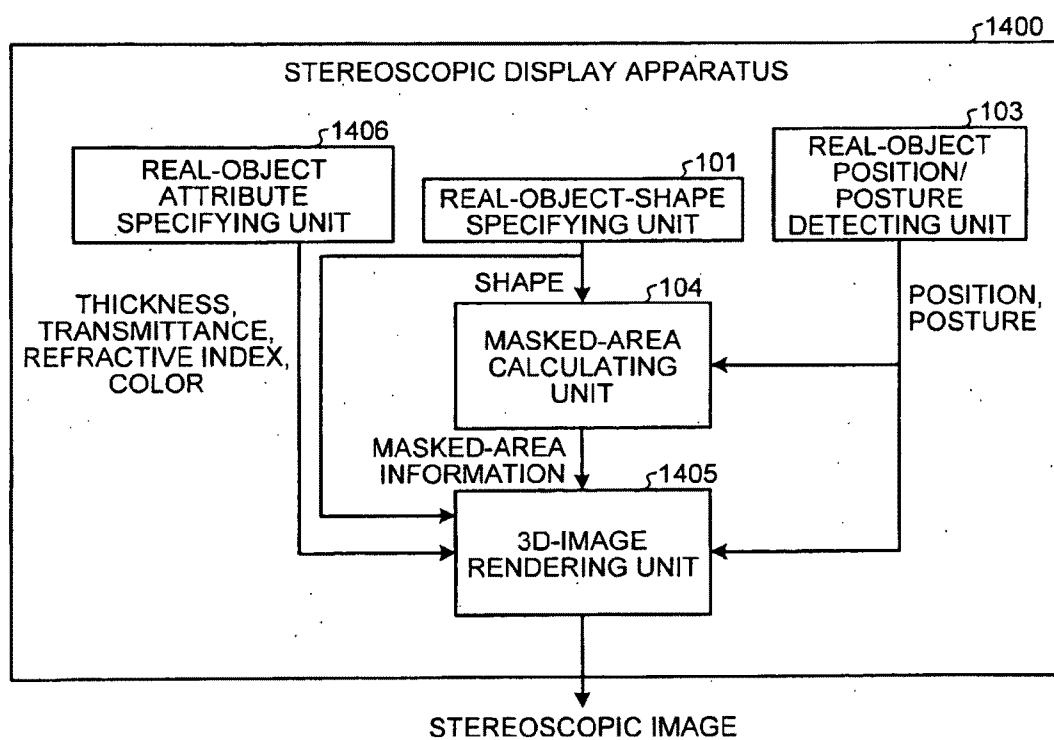 1400
STEREOSCOPIC DISPLAY APPARATUS
1406
REAL-OBJECT
ATTRIBUTE
SPECIFYING UNIT
101
REAL-OBJECT-SHAPE
SPECIFYING UNIT
103
REAL-OBJECT
POSITION/
POSTURE
DETECTING UNIT
SHAPE
104
THICKNESS,
TRANSMITTANCE,
REFRACTIVE INDEX,
COLOR
MASKED-AREA
CALCULATING
UNIT
POSITION,
POSTURE
MASKED-AREA
INFORMATION
1405
3D-IMAGE
RENDERING UNIT
STEREOSCOPIC IMAGE